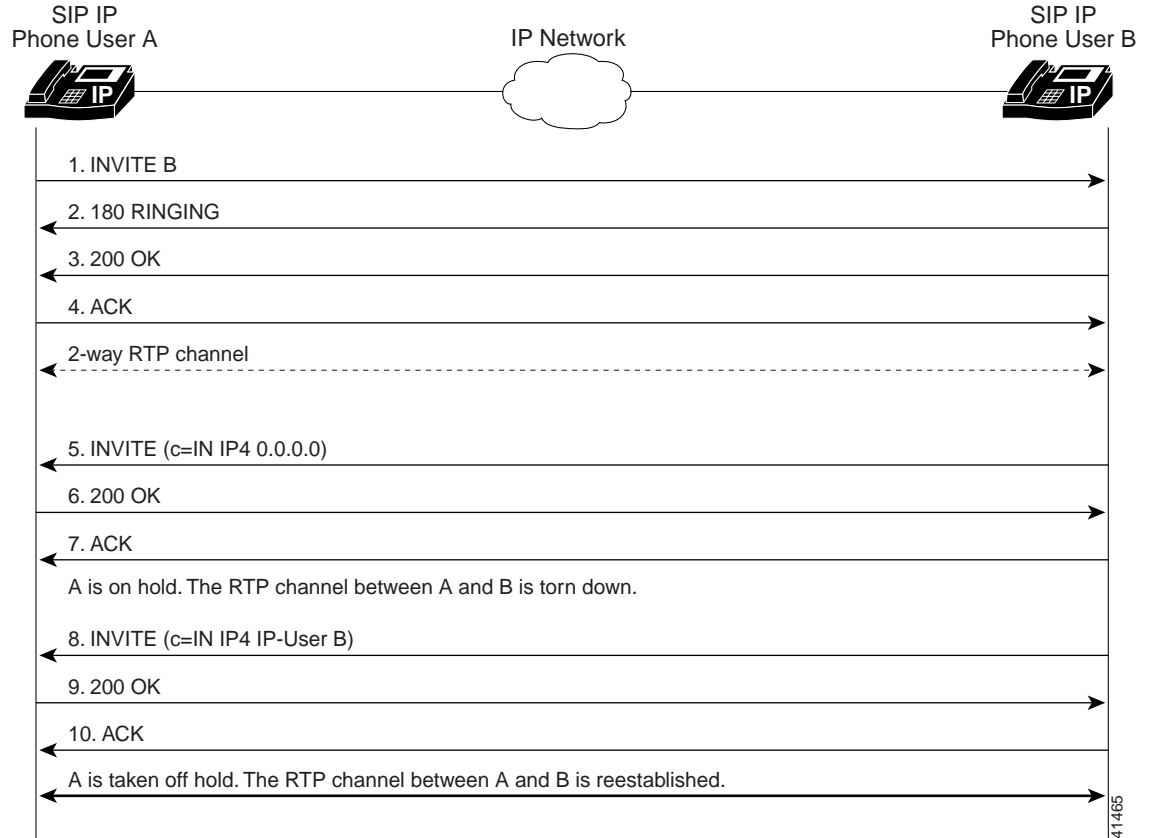 SIP IP
Phone User A
IP Network
SIP IP
Phone User B
IP
IP
1. INVITE B
2. 180 RINGING
3. 200 OK
4. ACK
2-way RTP channel
5. INVITE (c=IN IP4 0.0.0.0)
6. 200 OK
7. ACK
A is on hold. The RTP channel between A and B is torn down.
8. INVITE (c=IN IP4 IP-User B)
9. 200 OK
10. ACK
A is taken off hold. The RTP channel between A and B is reestablished.
41465